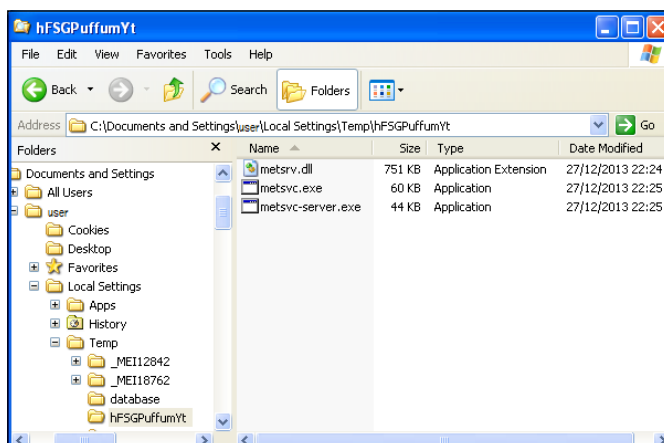 hFSGPuffumYt
File Edit View Favorites Tools Help
Back Search Folders
Address C:\Documents and Settings\user\Local Settings\Temp\hFSGPuffumYt Go
Folders Name Size Type Date Modified
Documents and Settings metsrv.dll 751 KB Application Extension 27/12/2013 22:24
All Users metsvc.exe 60 KB Application 27/12/2013 22:25
user metsvc-server.exe 44 KB Application 27/12/2013 22:25
Cookies
Desktop
Favorites
Local Settings
Apps
History
Temp
_MEI12842
_MEI18762
database
hFSGPuffumYt